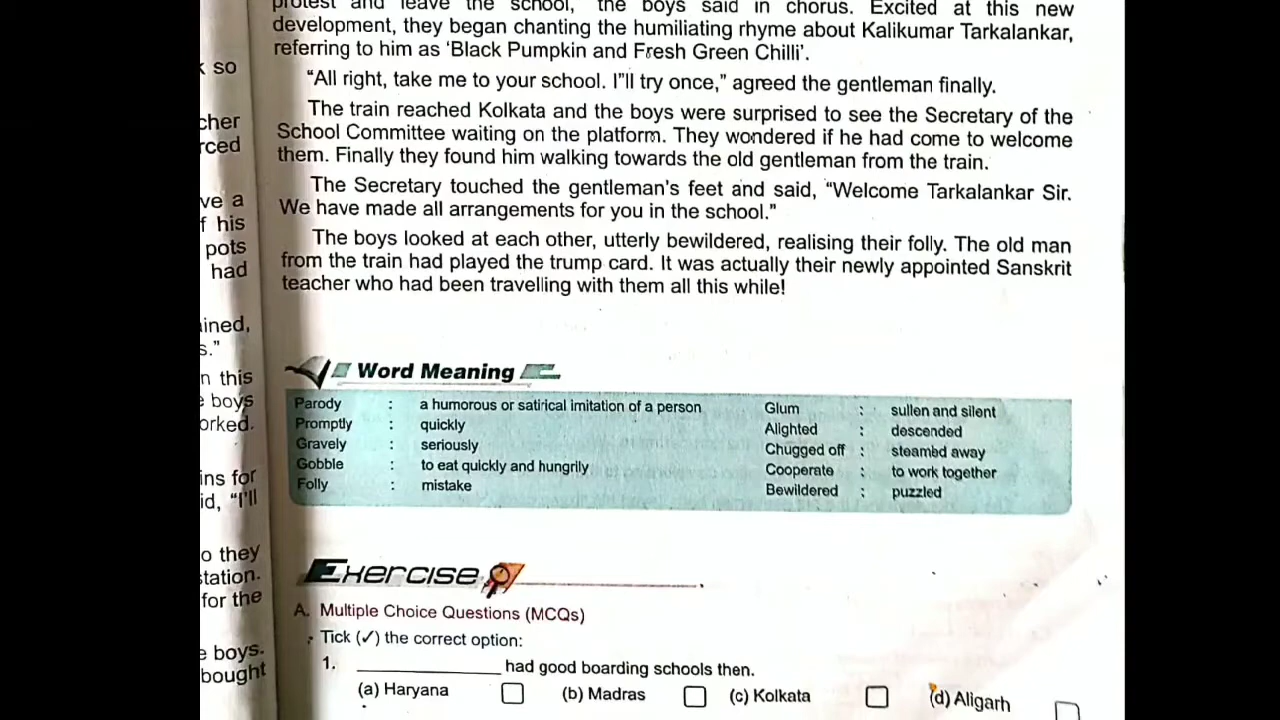 k so
cher
rced
ve a
f his
pots
had
ained,
s.”
n this
e boys
orked.
ins for
id, “I’ll
o they
station.
for the
e boys.
bought
protest and leave the school, the boys said in chorus. Excited at this new
development, they began chanting the humiliating rhyme about Kalikumar Tarkalankar,
referring to him as ‘Black Pumpkin and Fresh Green Chilli’.
“All right, take me to your school. I”ll try once,” agreed the gentleman finally.
The train reached Kolkata and the boys were surprised to see the Secretary of the
School Committee waiting on the platform. They wondered if he had come to welcome
them. Finally they found him walking towards the old gentleman from the train.
The Secretary touched the gentleman’s feet and said, “Welcome Tarkalankar Sir.
We have made all arrangements for you in the school.”
The boys looked at each other, utterly bewildered, realising their folly. The old man
from the train had played the trump card. It was actually their newly appointed Sanskrit
teacher who had been travelling with them all this while!
Word Meaning
Parody : a humorous or satirical imitation of a person
Promptly : quickly
Gravely : seriously
Gobble : to eat quickly and hungrily
Folly : mistake
Glum : sullen and silent
Alighted : descended
Chugged off : steamed away
Cooperate : to work together
Bewildered : puzzled
Exercise
A. Multiple Choice Questions (MCQs)
Tick (✓) the correct option:
1. ____________ had good boarding schools then.
(a) Haryana (b) Madras (c) Kolkata (d) Aligarh